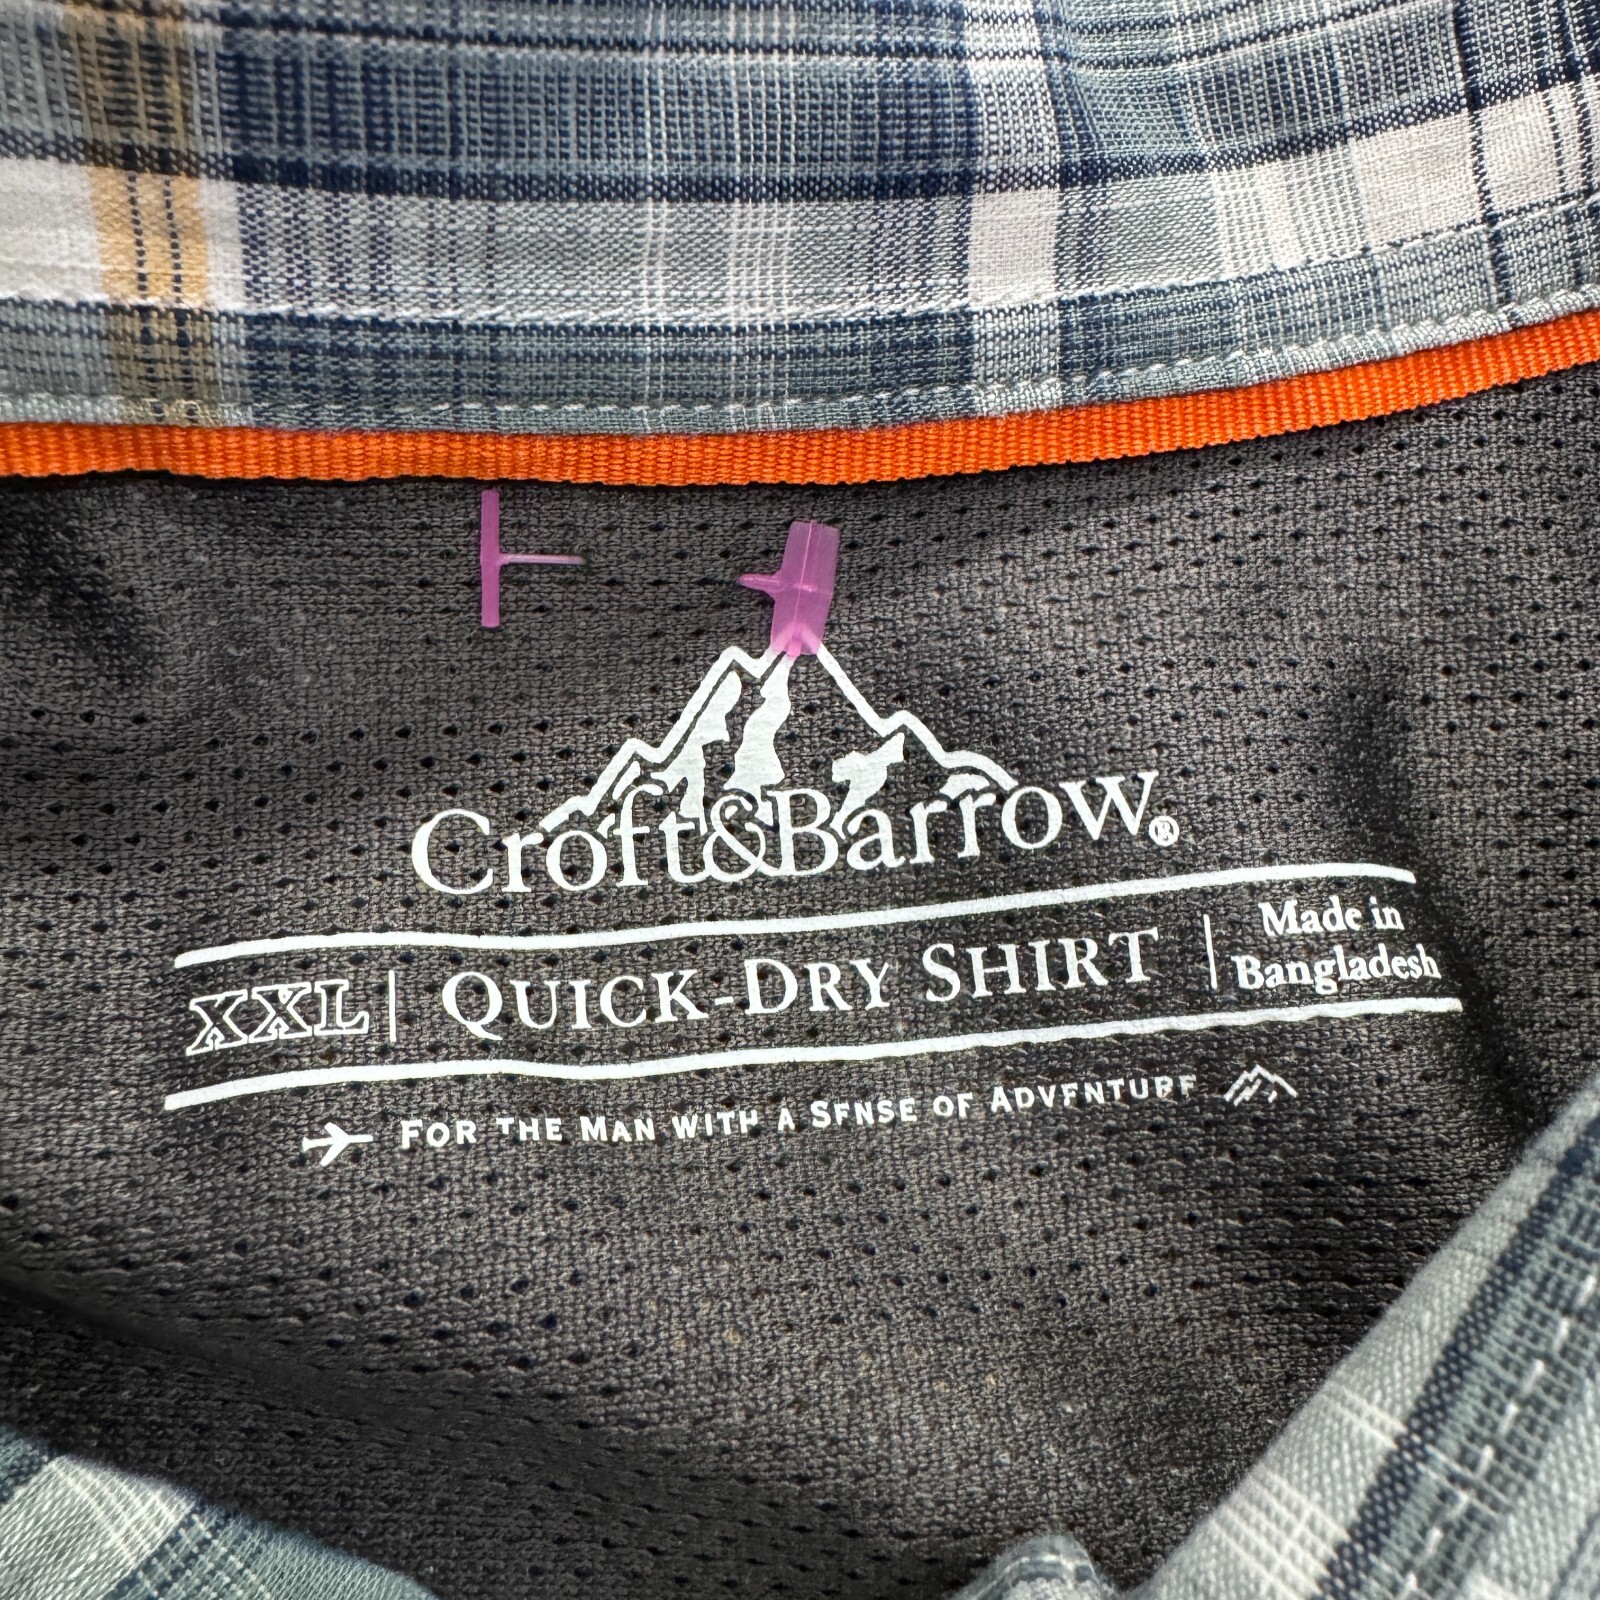 Croft&Barrow®
XXL | QUICK-DRY SHIRT | Made in Bangladesh
FOR THE MAN WITH A SENSE OF ADVENTURE